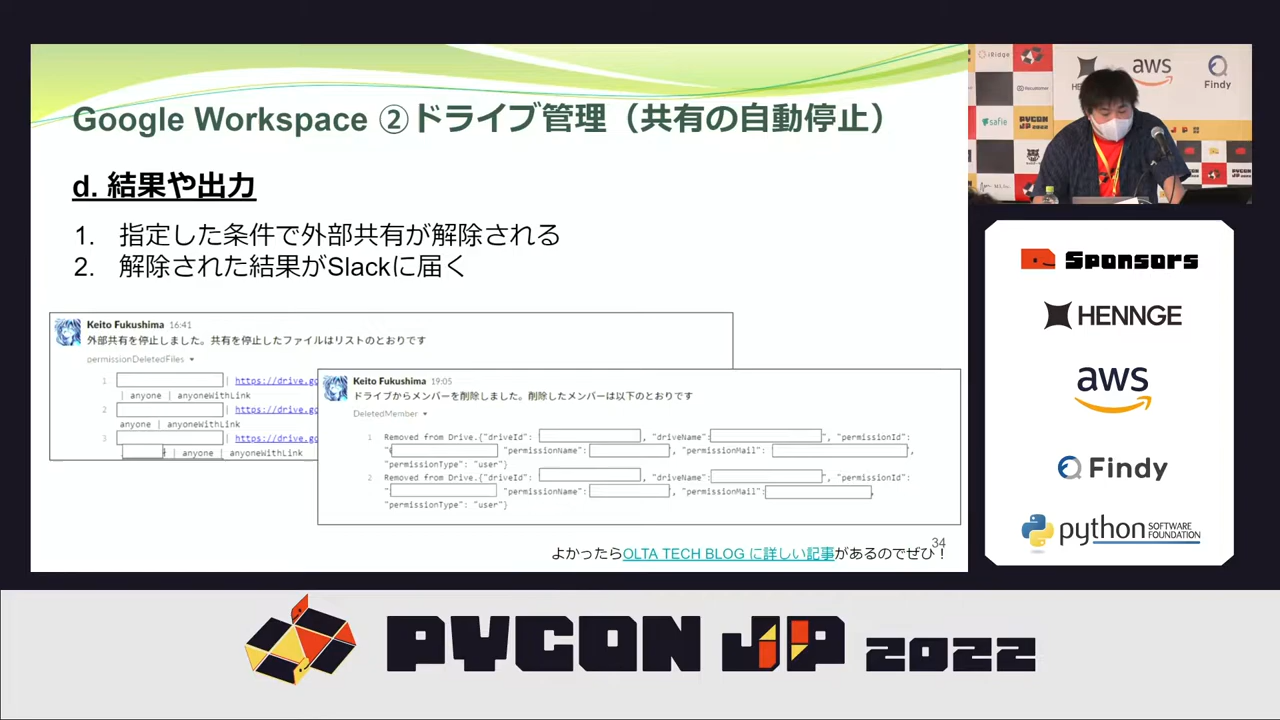 Google Workspace ②ドライブ管理（共有の自動停止）
d. 結果や出力
1. 指定した条件で外部共有が解除される
2. 解除された結果がSlackに届く
Keito Fukushima 16:41
外部共有を停止しました。共有を停止したファイルはリストのとおりです
permissionDeletedFiles
1 | https://drive.go
| anyone | anyoneWithLink
2 | https://drive.go
anyone | anyoneWithLink
3 | https://drive.go
| anyone | anyoneWithLink
Keito Fukushima 19:05
ドライブからメンバーを削除しました。削除したメンバーは以下のとおりです
DeletedMember
1 Removed from Drive.{"driveId": , "driveName": ", "permissionId":
" "permissionName": , "permissionMail": ,
"permissionType": "user"}
2 Removed from Drive.{"driveId": , "driveName": ", "permissionId":
" "permissionName": , "permissionMail": ,
"permissionType": "user"}
34
よかったらOLTA TECH BLOG に詳しい記事があるのでぜひ！
iRidge
aws
Findy
safie
PYCON
JP 2022
Sponsors
HENNGE
aws
Findy
python SOFTWARE FOUNDATION
PYCON JP 2022